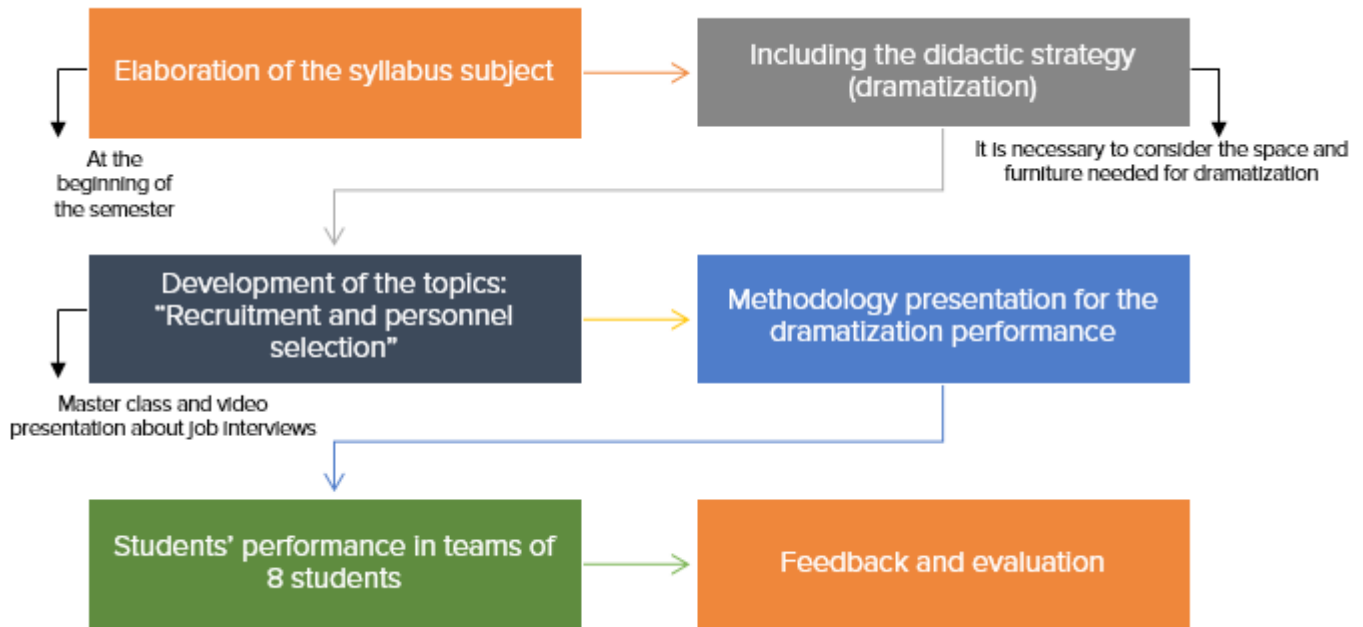 Elaboration of the syllabus subject
Including the didactic strategy
(dramatization)
At the
beginning of
the semester
It is necessary to consider the space and
furniture needed for dramatization
Development of the topics:
"Recruitment and personnel
selection"
Methodology presentation for the
dramatization performance
Master class and video
presentation about job interviews
Students’ performance in teams of
8 students
Feedback and evaluation